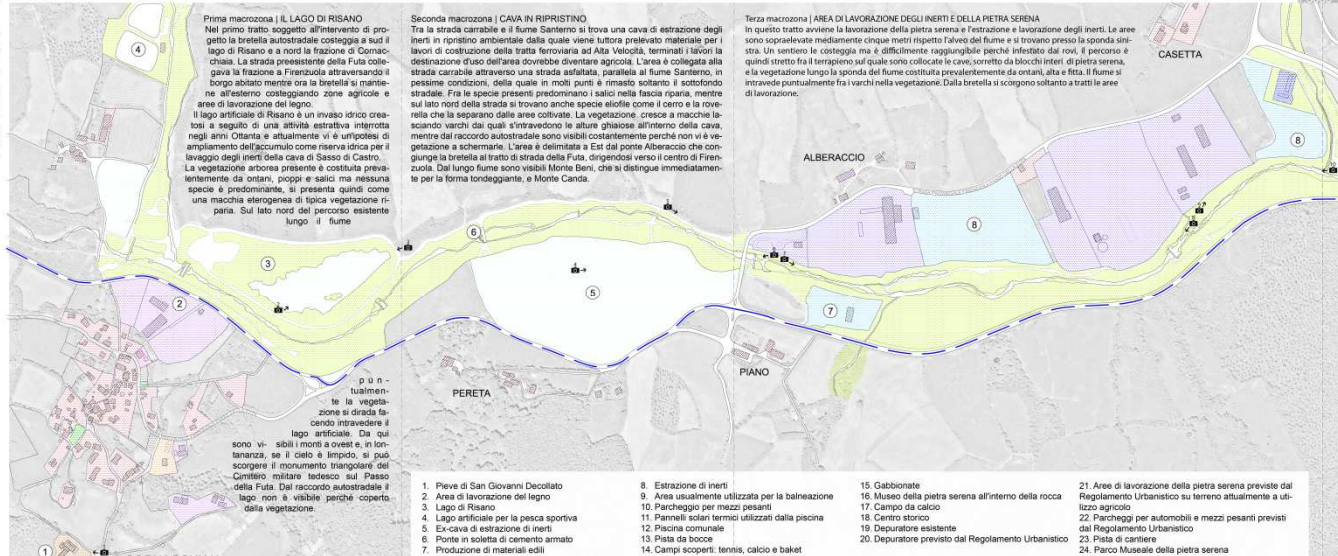 Prima macrozona | IL LAGO DI RISANO
Nel primo tratto soggetto all'intervento di pro-
getto la bretella autostradale costeggia a sud il
lago di Risano e a nord la frazione di Cornac-
chiaia. La strada preesistente della Futa colle-
gava la frazione a Firenzuola attraversando il
borgo abitato mentre ora la bretella si mantie-
ne all'esterno costeggiando zone agricole e
aree di lavorazione del legno.
Il lago artificiale di Risano è un invaso idrico crea-
tosi a seguito di una attività estrattiva interrotta
negli anni Ottanta e attualmente vi è un'ipotesi di
ampliamento dell'accumulo come riserva idrica per il
lavaggio degli inerti della cava di Sasso di Castro.
La vegetazione arborea presente è costituita preva-
lentemente da ontani, pioppi e salici ma nessuna
specie è predominante, si presenta quindi come
una macchia eterogenea di tipica vegetazione ri-
paria. Sul lato nord del percorso esistente
lungo il fiume
pun-
tualmen-
te la vegeta-
zione si dirada fa-
cendo intravedere il
lago artificiale. Da qui
sono vi- sibili i monti a ovest e, in lon-
tananza, se il cielo è limpido, si può
scorgere il monumento triangolare del
Cimitero militare tedesco sul Passo
della Futa. Dal raccordo autostradale il
lago non è visibile perché coperto
dalla vegetazione.
Seconda macrozona | CAVA IN RIPRISTINO
Tra la strada carrabile e il fiume Santerno si trova una cava di estrazione degli
inerti in ripristino ambientale dalla quale viene tuttora prelevato materiale per i
lavori di costruzione della tratta ferroviaria ad Alta Velocità, terminati i lavori la
destinazione d'uso dell'area dovrebbe diventare agricola. L'area è collegata alla
strada carrabile attraverso una strada asfaltata, parallela al fiume Santerno, in
pessime condizioni, della quale in molti punti è rimasto soltanto il sottofondo
stradale. Fra le specie presenti predominano i salici nella fascia riparia, mentre
sul lato nord della strada si trovano anche specie eliofile come il cerro e la rove-
rella che la separano dalle aree coltivate. La vegetazione cresce a macchie la-
sciando varchi dai quali s'intravedono le alture ghiaiose all'interno della cava,
mentre dal raccordo autostradale sono visibili costantemente perché non vi è ve-
getazione a schermarle. L'area è delimitata a Est dal ponte Alberaccio che con-
giunge la bretella al tratto di strada della Futa, dirigendosi verso il centro di Firen-
zuola. Dal lungo fiume sono visibili Monte Beni, che si distingue immediatamen-
te per la forma tondeggiante, e Monte Canda.
Terza macrozona | AREA DI LAVORAZIONE DEGLI INERTI E DELLA PIETRA SERENA
In questo tratto avviene la lavorazione della pietra serena e l'estrazione e lavorazione degli inerti. Le aree
sono sopraelevate mediamente cinque metri rispetto l'alveo del fiume e si trovano presso la sponda sini-
stra. Un sentiero le costeggia ma è difficilmente raggiungibile perché infestato dai rovi, il percorso è
quindi stretto fra il terrapieno sul quale sono collocate le cave, sorretto da blocchi interi di pietra serena,
e la vegetazione lungo la sponda del fiume costituita prevalentemente da ontani, alta e fitta. Il fiume si
intravede puntualmente fra i varchi nella vegetazione. Dalla bretella si scorgono soltanto a tratti le aree
di lavorazione.
CASETTA
ALBERACCIO
PERETA
PIANO
4
3
2
1
6
5
7
8
8
1. Pieve di San Giovanni Decollato
2. Area di lavorazione del legno
3. Lago di Risano
4. Lago artificiale per la pesca sportiva
5. Ex-cava di estrazione di inerti
6. Ponte in soletta di cemento armato
7. Produzione di materiali edili
8. Estrazione di inerti
9. Area usualmente utilizzata per la balneazione
10. Parcheggio per mezzi pesanti
11. Pannelli solari termici utilizzati dalla piscina
12. Piscina comunale
13. Pista da bocce
14. Campi scoperti: tennis, calcio e baket
15. Gabbionate
16. Museo della pietra serena all'interno della rocca
17. Campo da calcio
18. Centro storico
19. Depuratore esistente
20. Depuratore previsto dal Regolamento Urbanistico
21. Aree di lavorazione della pietra serena previste dal
Regolamento Urbanistico su terreno attualmente a uti-
lizzo agricolo
22. Parcheggi per automobili e mezzi pesanti previsti
dal Regolamento Urbanistico
23. Pista di cantiere
24. Parco Museale della pietra serena